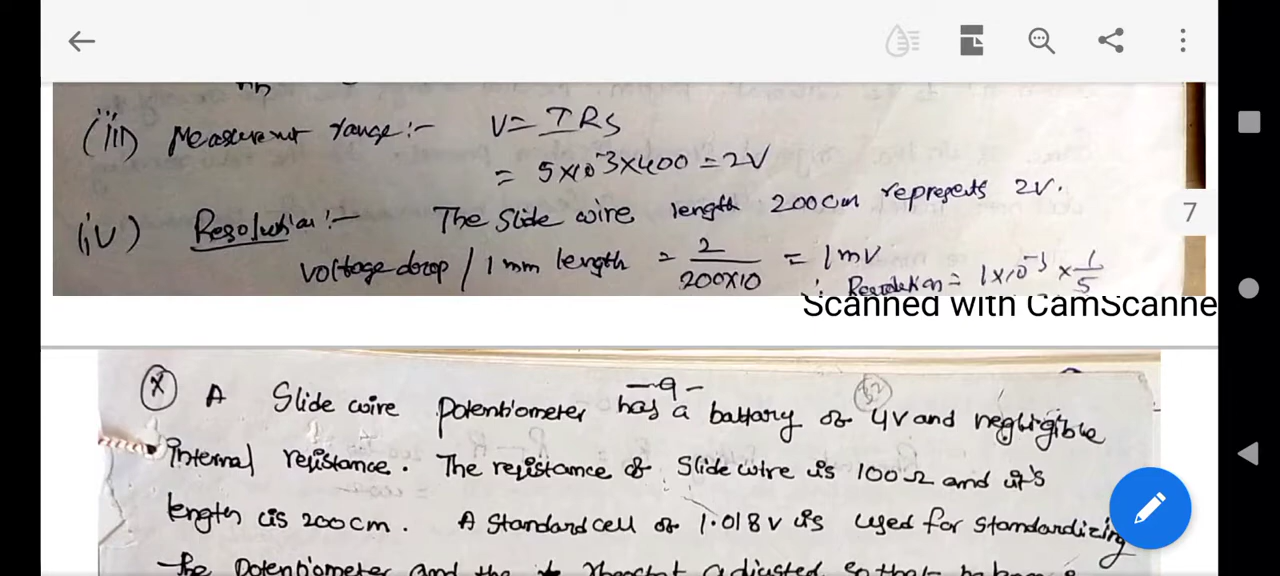 (iii) Measurement range:- V = IRs
= 5×10^-3×400 = 2V
(iv) Resolution:- The Slide wire length 200cm represents 2V.
voltage drop / 1mm length = 2/200×10 = 1mV
∴ Resolution = 1×10^-3 × 1/5
7
Scanned with CamScanne
-9-
(X) A Slide wire Potentiometer has a battary of 4V and negligible
internal resistance. The resistance of Slide wire is 100Ω and it's
length is 200cm. A Standard cell of 1.018V is used for Standardizing
the Potentiometer and the rheostat adjusted so that